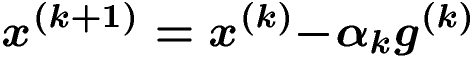 x^{(k+1)} = x^{(k)} - α_k g^{(k)}